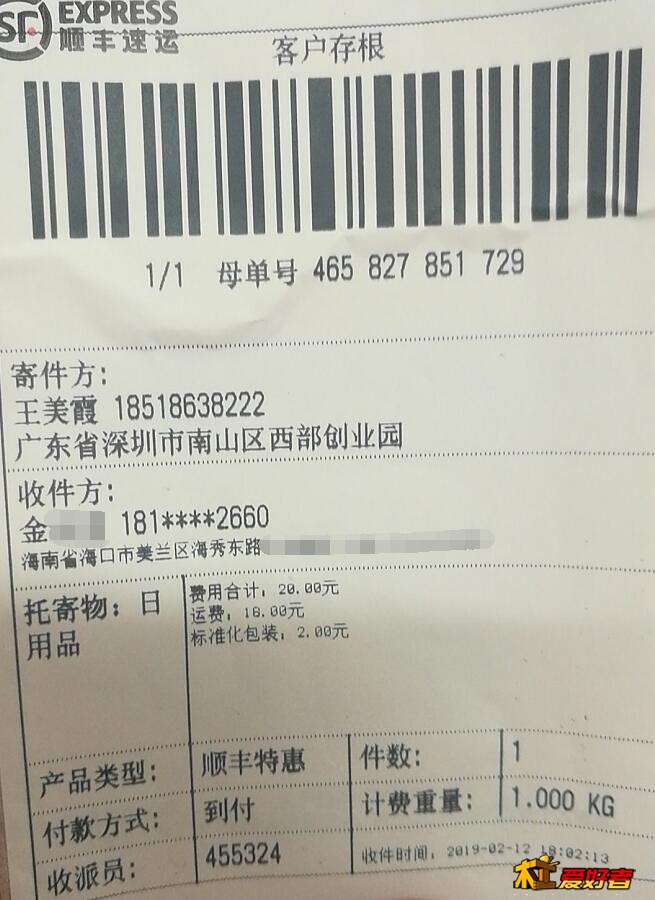 SF EXPRESS
顺丰速运
客户存根
1/1 母单号 465 827 851 729
寄件方:
王美霞 18518638222
广东省深圳市南山区西部创业园
收件方:
金 181****2660
海南省海口市美兰区海秀东路
托寄物: 日用品
费用合计: 20.00元
运费: 18.00元
标准化包装: 2.00元
产品类型: 顺丰特惠 件数: 1
付款方式: 到付 计费重量: 1.000 KG
收派员: 455324 收件时间: 2019-02-12 18:02:13
爱好者